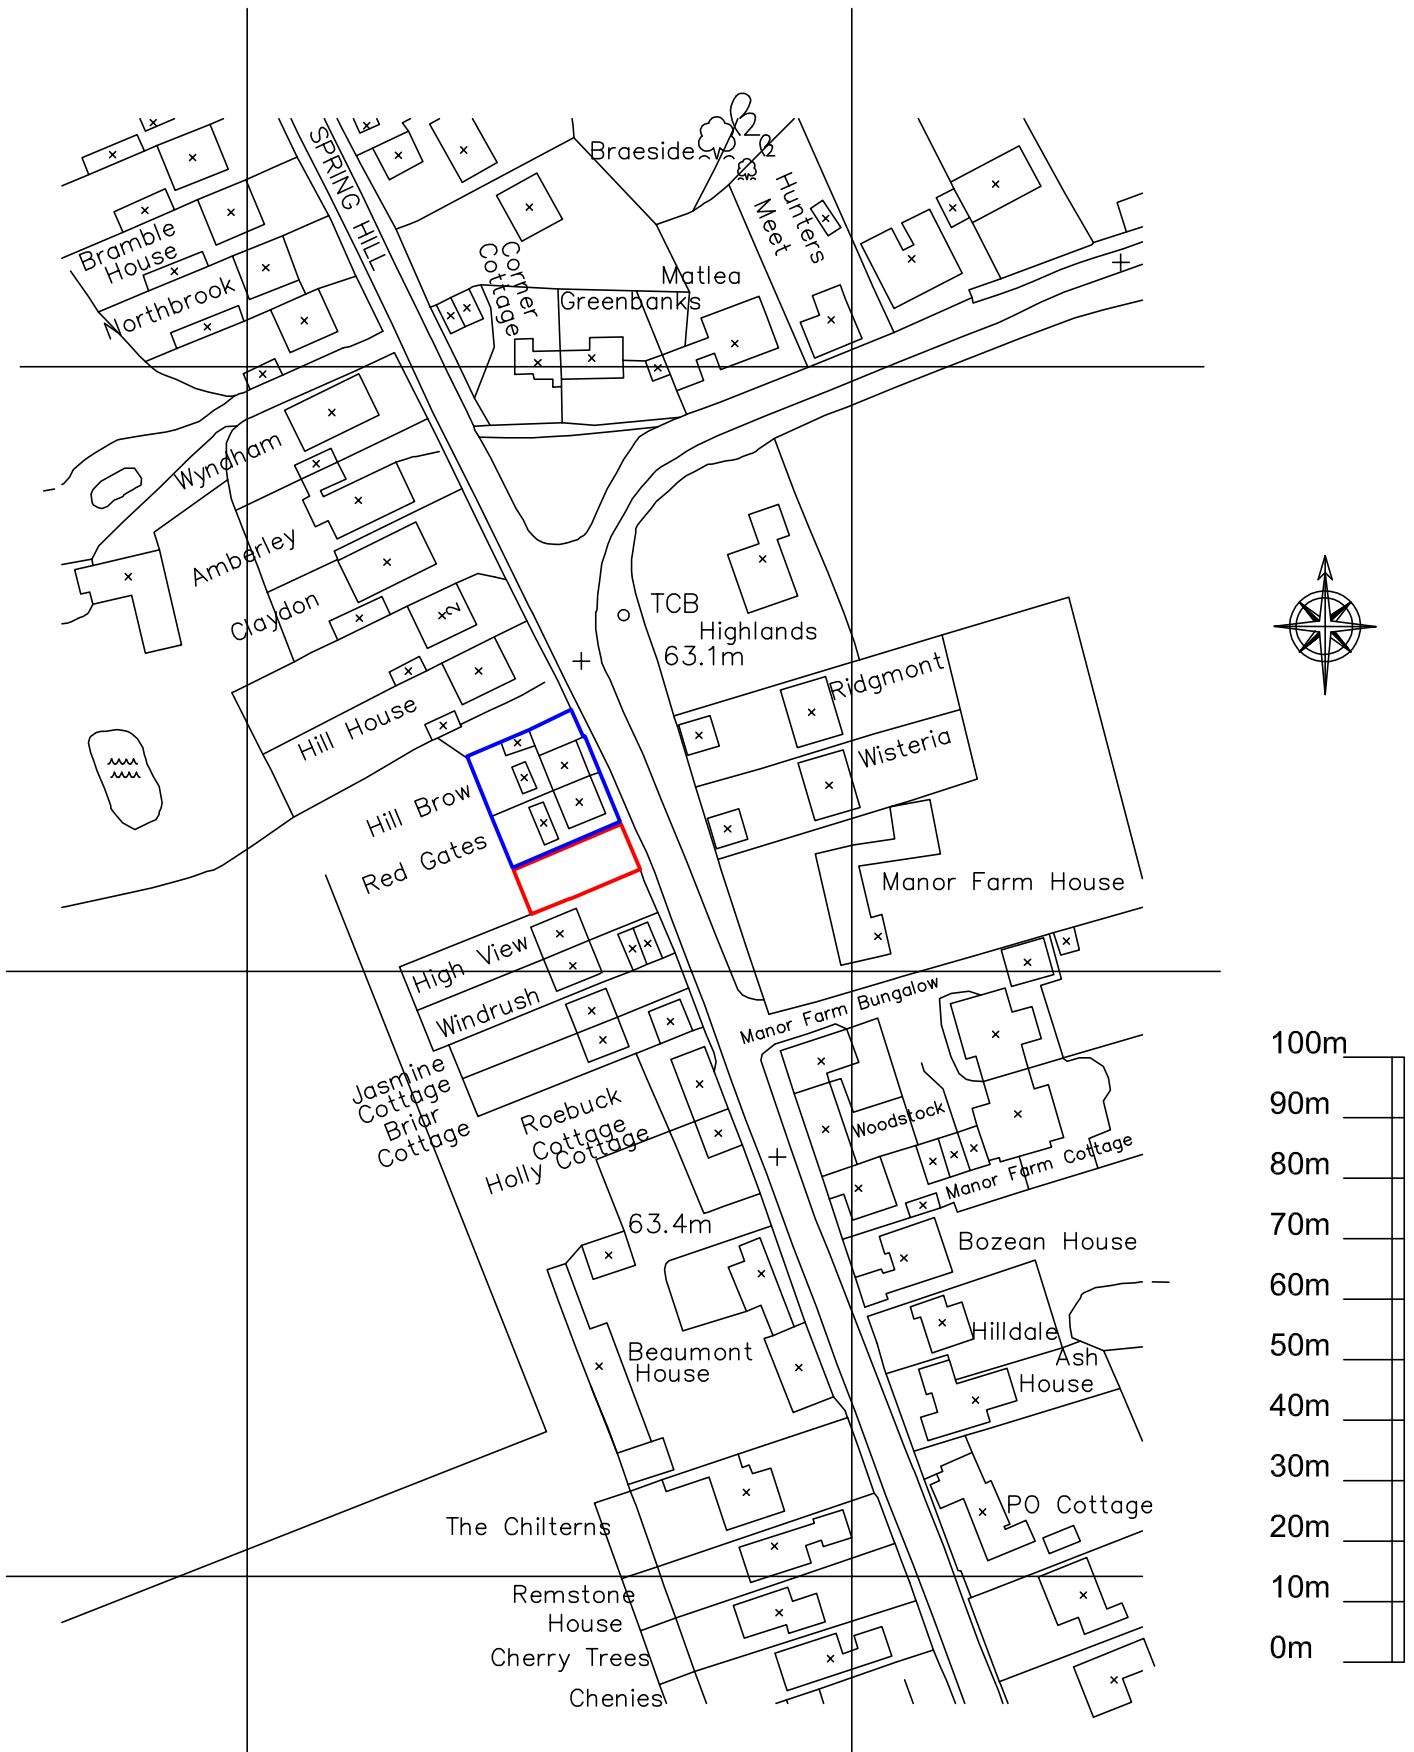 SPRING HILL
Braeside
Hunters
Meet
Bramble
House
Northbrook
Corner
Cottage
Matlea
Greenbanks
Wyndham
Amberley
Claydon
2
TCB
Highlands
63.1m
Ridgmont
Wisteria
Hill House
Hill Brow
Red Gates
Manor Farm House
High View
Windrush
Manor Farm Bungalow
Jasmine
Cottage
Briar
Cottage
Roebuck
Cottage
Holly Cottage
Woodstock
Manor Farm Cottage
63.4m
Bozean House
Hilldale
Ash
House
Beaumont
House
PO Cottage
The Chilterns
Remstone
House
Cherry Trees
Chenies
100m
90m
80m
70m
60m
50m
40m
30m
20m
10m
0m